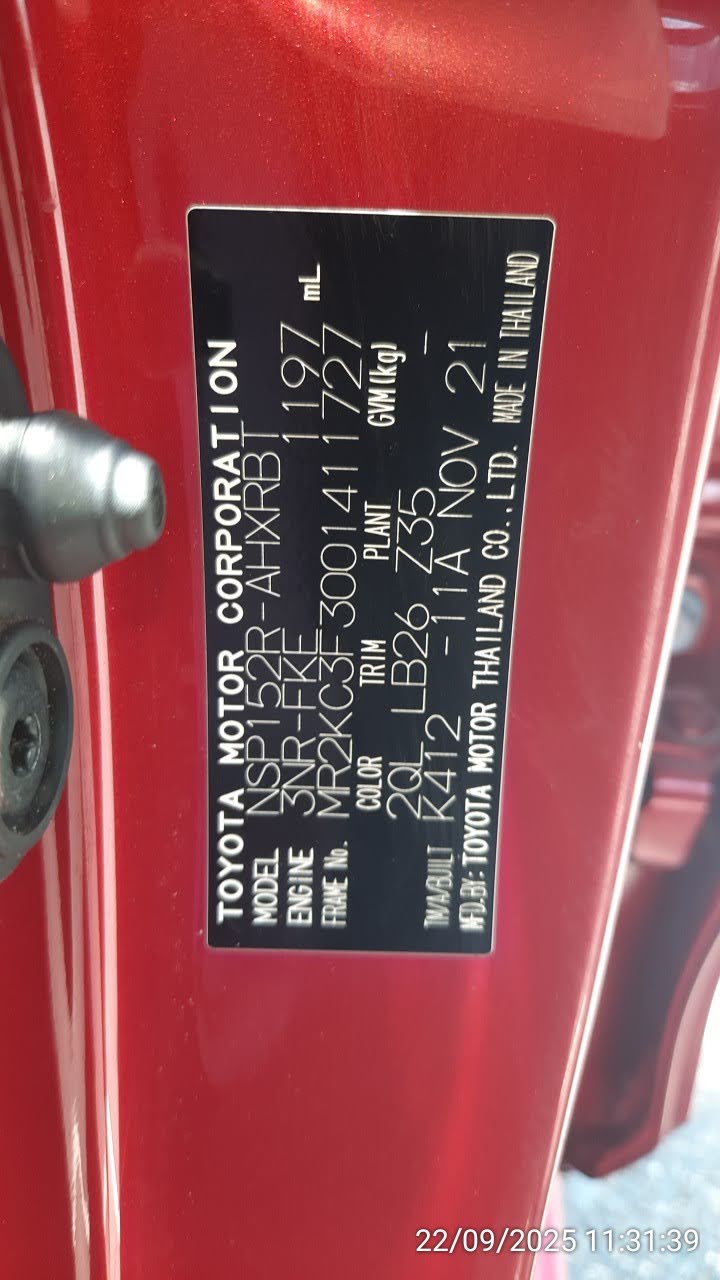 TOYOTA MOTOR CORPORATION
MODEL NSP152R-AHXRBT
ENGINE 3NR-FKE 1197 mL
FRAME No. MR2KC3F3001411727
COLOR TRIM PLANT GVM(kg)
2QL LB26 Z35 –
TM/A/BUILT K412 -11A NOV 21
MFD.BY:TOYOTA MOTOR THAILAND CO.,LTD. MADE IN THAILAND
22/09/2025 11:31:39